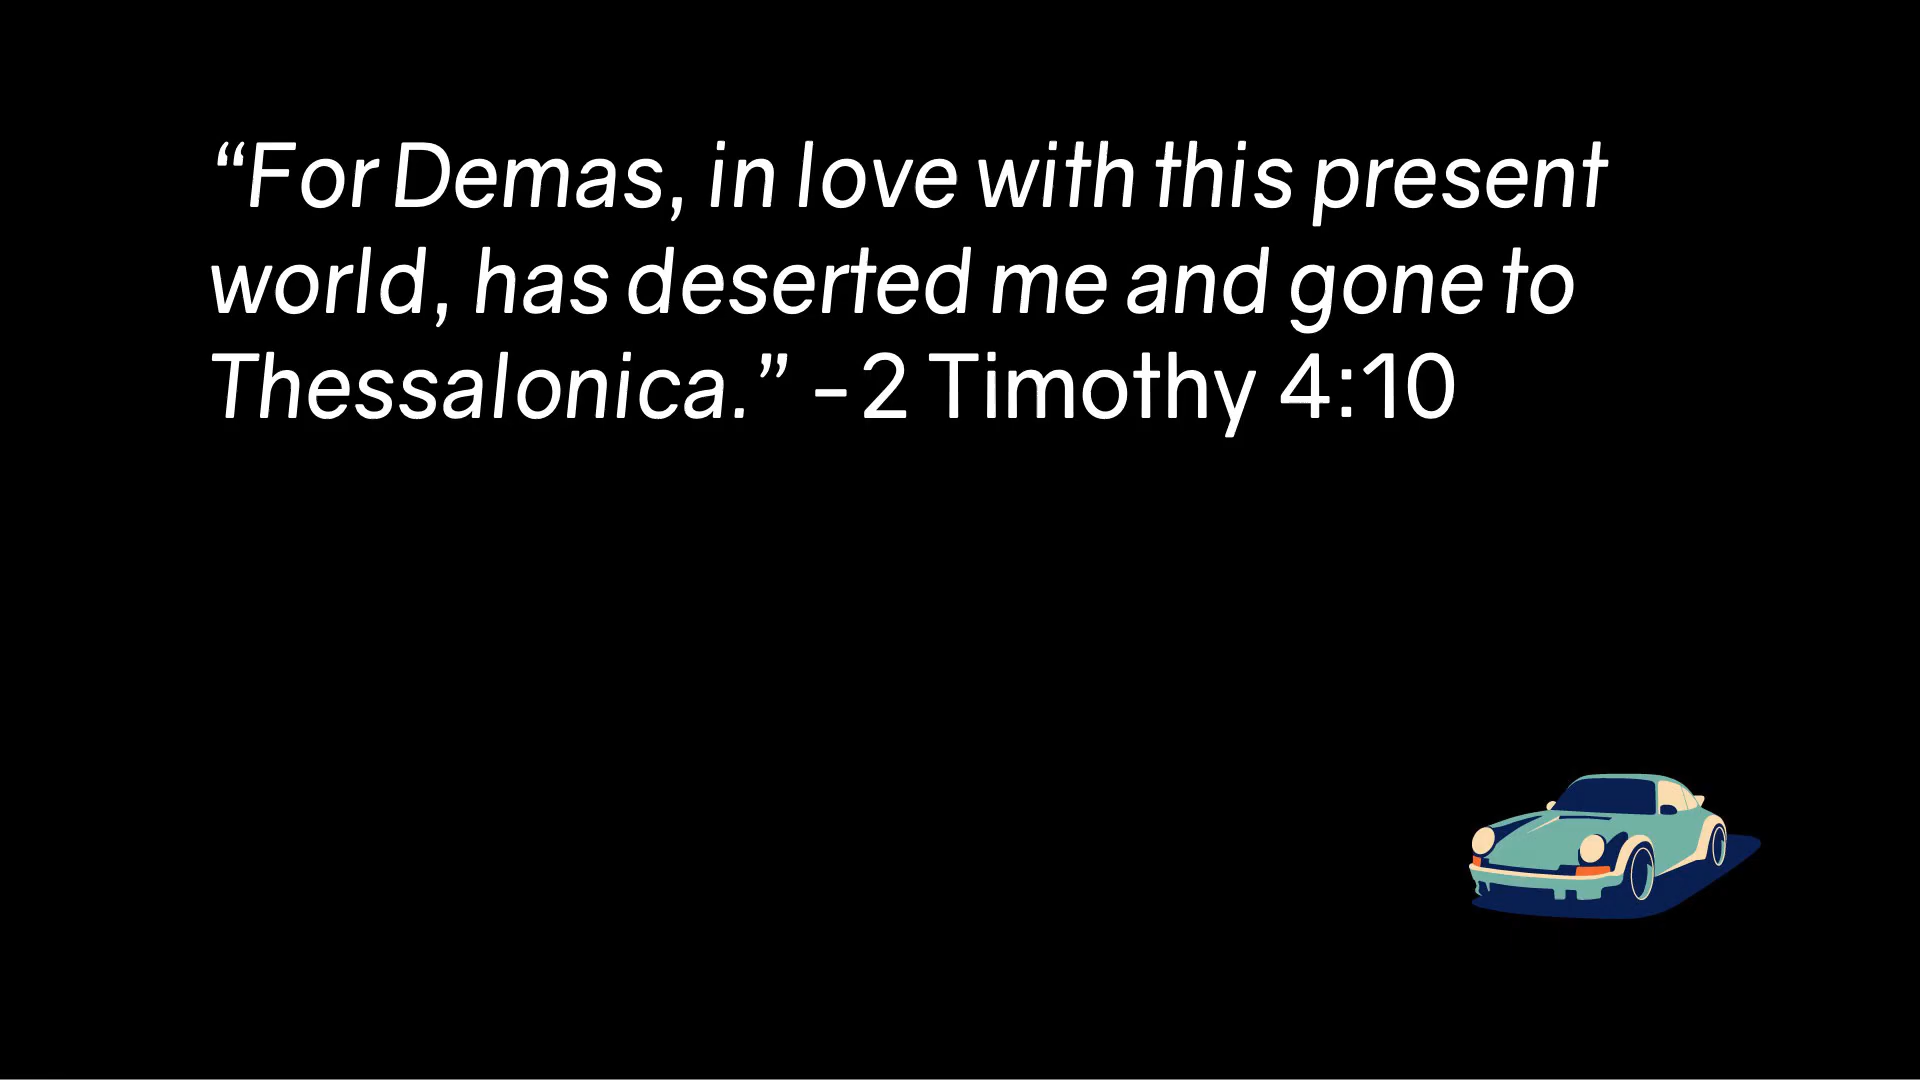 “For Demas, in love with this present
world, has deserted me and gone to
Thessalonica.” -2 Timothy 4:10